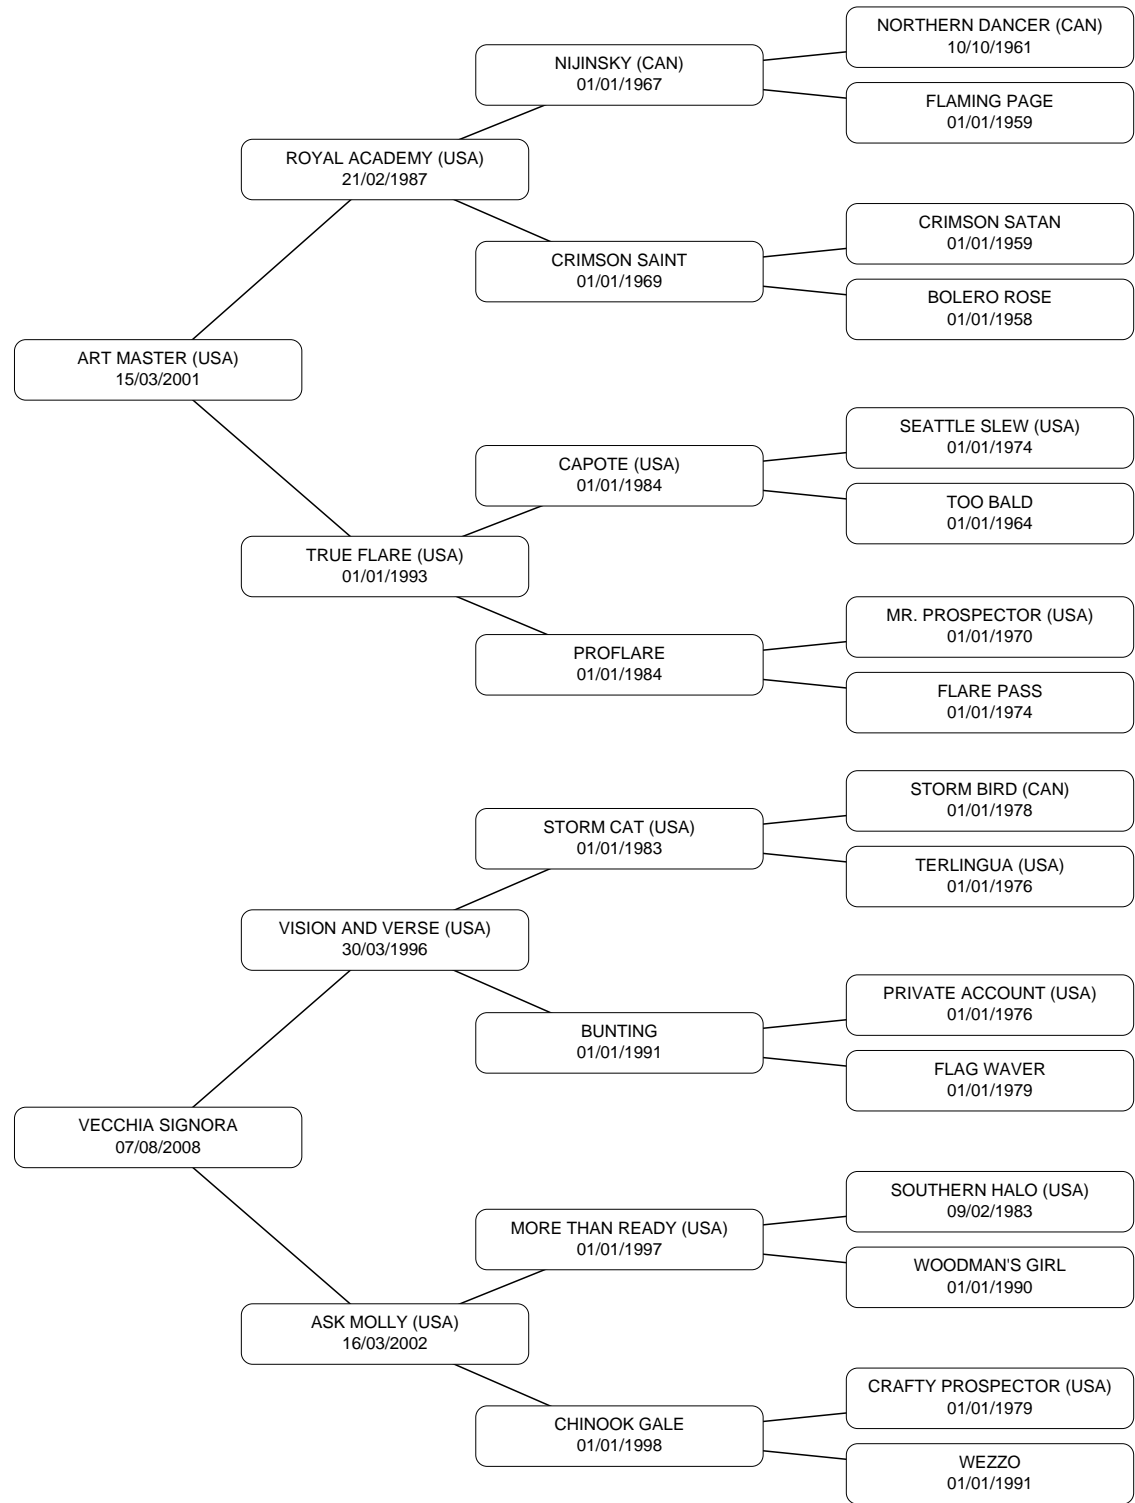 NORTHERN DANCER (CAN)
10/10/1961
NIJINSKY (CAN)
01/01/1967
FLAMING PAGE
01/01/1959
ROYAL ACADEMY (USA)
21/02/1987
CRIMSON SATAN
01/01/1959
CRIMSON SAINT
01/01/1969
BOLERO ROSE
01/01/1958
ART MASTER (USA)
15/03/2001
SEATTLE SLEW (USA)
01/01/1974
CAPOTE (USA)
01/01/1984
TOO BALD
01/01/1964
TRUE FLARE (USA)
01/01/1993
MR. PROSPECTOR (USA)
01/01/1970
PROFLARE
01/01/1984
FLARE PASS
01/01/1974
STORM BIRD (CAN)
01/01/1978
STORM CAT (USA)
01/01/1983
TERLINGUA (USA)
01/01/1976
VISION AND VERSE (USA)
30/03/1996
PRIVATE ACCOUNT (USA)
01/01/1976
BUNTING
01/01/1991
FLAG WAVER
01/01/1979
VECCHIA SIGNORA
07/08/2008
SOUTHERN HALO (USA)
09/02/1983
MORE THAN READY (USA)
01/01/1997
WOODMAN'S GIRL
01/01/1990
ASK MOLLY (USA)
16/03/2002
CRAFTY PROSPECTOR (USA)
01/01/1979
CHINOOK GALE
01/01/1998
WEZZO
01/01/1991